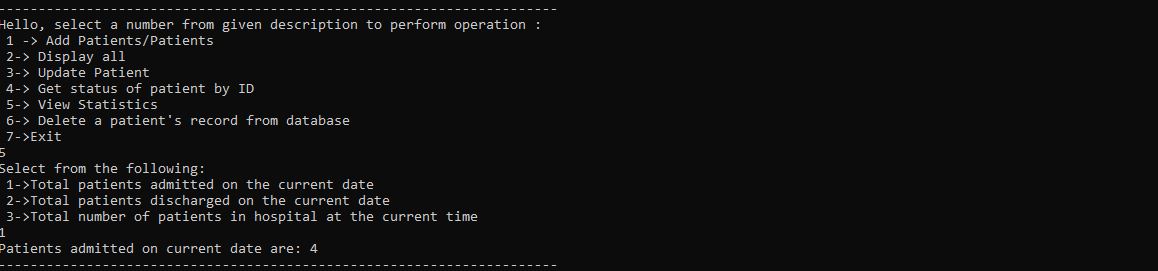 ----------------------------------------------------------------------
Hello, select a number from given description to perform operation :
 1 -> Add Patients/Patients
 2-> Display all
 3-> Update Patient
 4-> Get status of patient by ID
 5-> View Statistics
 6-> Delete a patient's record from database
 7->Exit
5
Select from the following:
 1->Total patients admitted on the current date
 2->Total patients discharged on the current date
 3->Total number of patients in hospital at the current time
1
Patients admitted on current date are: 4
----------------------------------------------------------------------